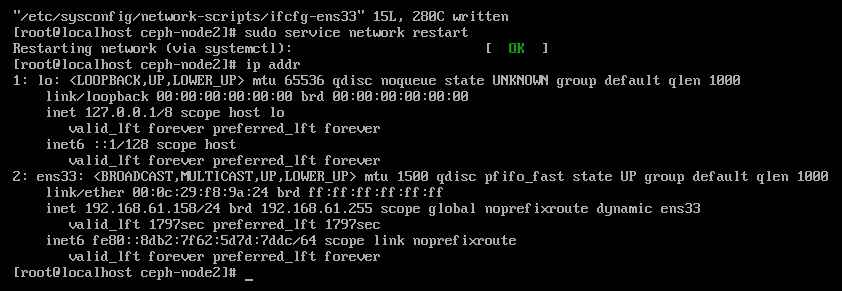 "/etc/sysconfig/network-scripts/ifcfg-ens33" 15L, 280C written
[root@localhost ceph-node2]# sudo service network restart
Restarting network (via systemctl):                        [  OK  ]
[root@localhost ceph-node2]# ip addr
1: lo: <LOOPBACK,UP,LOWER_UP> mtu 65536 qdisc noqueue state UNKNOWN group default qlen 1000
    link/loopback 00:00:00:00:00:00 brd 00:00:00:00:00:00
    inet 127.0.0.1/8 scope host lo
       valid_lft forever preferred_lft forever
    inet6 ::1/128 scope host
       valid_lft forever preferred_lft forever
2: ens33: <BROADCAST,MULTICAST,UP,LOWER_UP> mtu 1500 qdisc pfifo_fast state UP group default qlen 1000
    link/ether 00:0c:29:f8:9a:24 brd ff:ff:ff:ff:ff:ff
    inet 192.168.61.158/24 brd 192.168.61.255 scope global noprefixroute dynamic ens33
       valid_lft 1797sec preferred_lft 1797sec
    inet6 fe80::8db2:7f62:5d7d:7ddc/64 scope link noprefixroute
       valid_lft forever preferred_lft forever
[root@localhost ceph-node2]# _